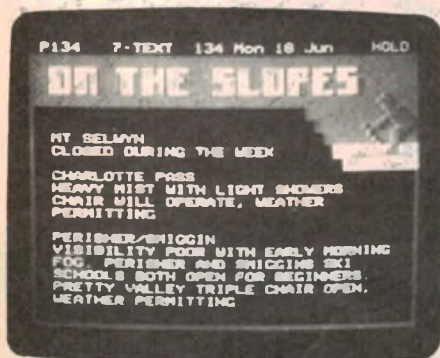 P134 7-TEXT 134 Mon 18 Jun HOLD
ON THE SLOPES
MT SELWYN
CLOSED DURING THE WEEK
CHARLOTTE PASS
HEAVY MIST WITH LIGHT SHOWERS
CHAIR WILL OPERATE, WEATHER
PERMITTING
PERISHER/SMIGGIN
VISIBILITY POOR WITH EARLY MORNING
FOG. PERISHER AND SMIGGINS SKI
SCHOOLS BOTH OPEN FOR BEGINNERS.
PRETTY VALLEY TRIPLE CHAIR OPEN,
WEATHER PERMITTING